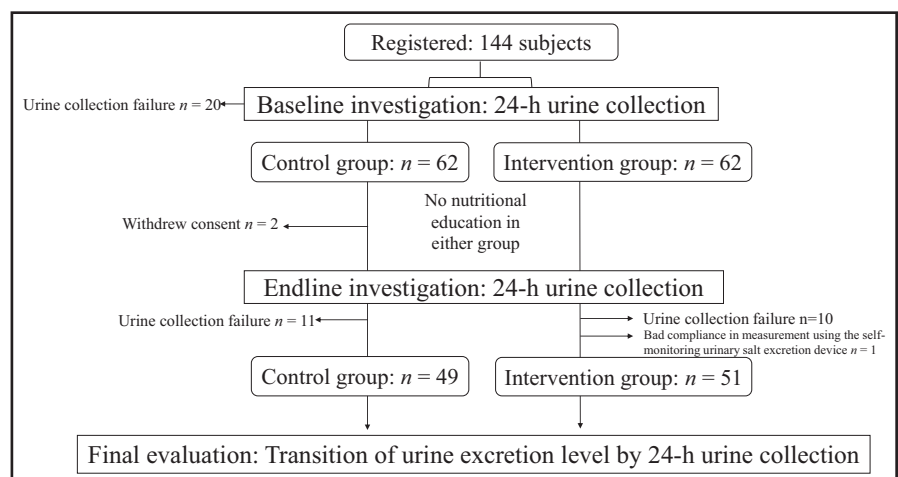 Registered: 144 subjects
Urine collection failure n = 20
Baseline investigation: 24-h urine collection
Control group: n = 62
Intervention group: n = 62
Withdrew consent n = 2
No nutritional
education in
either group
Endline investigation: 24-h urine collection
Urine collection failure n = 11
Urine collection failure n=10
Bad compliance in measurement using the self-
monitoring urinary salt excretion device n = 1
Control group: n = 49
Intervention group: n = 51
Final evaluation: Transition of urine excretion level by 24-h urine collection